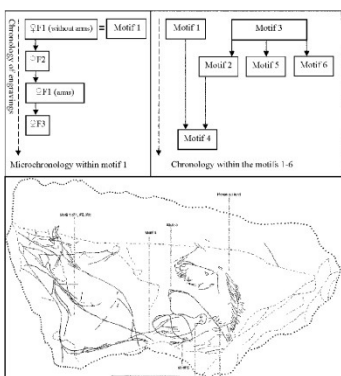 Chronology of engravings
♀F1 (without arms) = Motif 1
♀F2
♀F1 (arms)
♀F3
Microchronology within motif 1
Motif 1
Motif 3
Motif 2
Motif 5
Motif 6
Motif 4
Chronology within the motifs 1-6